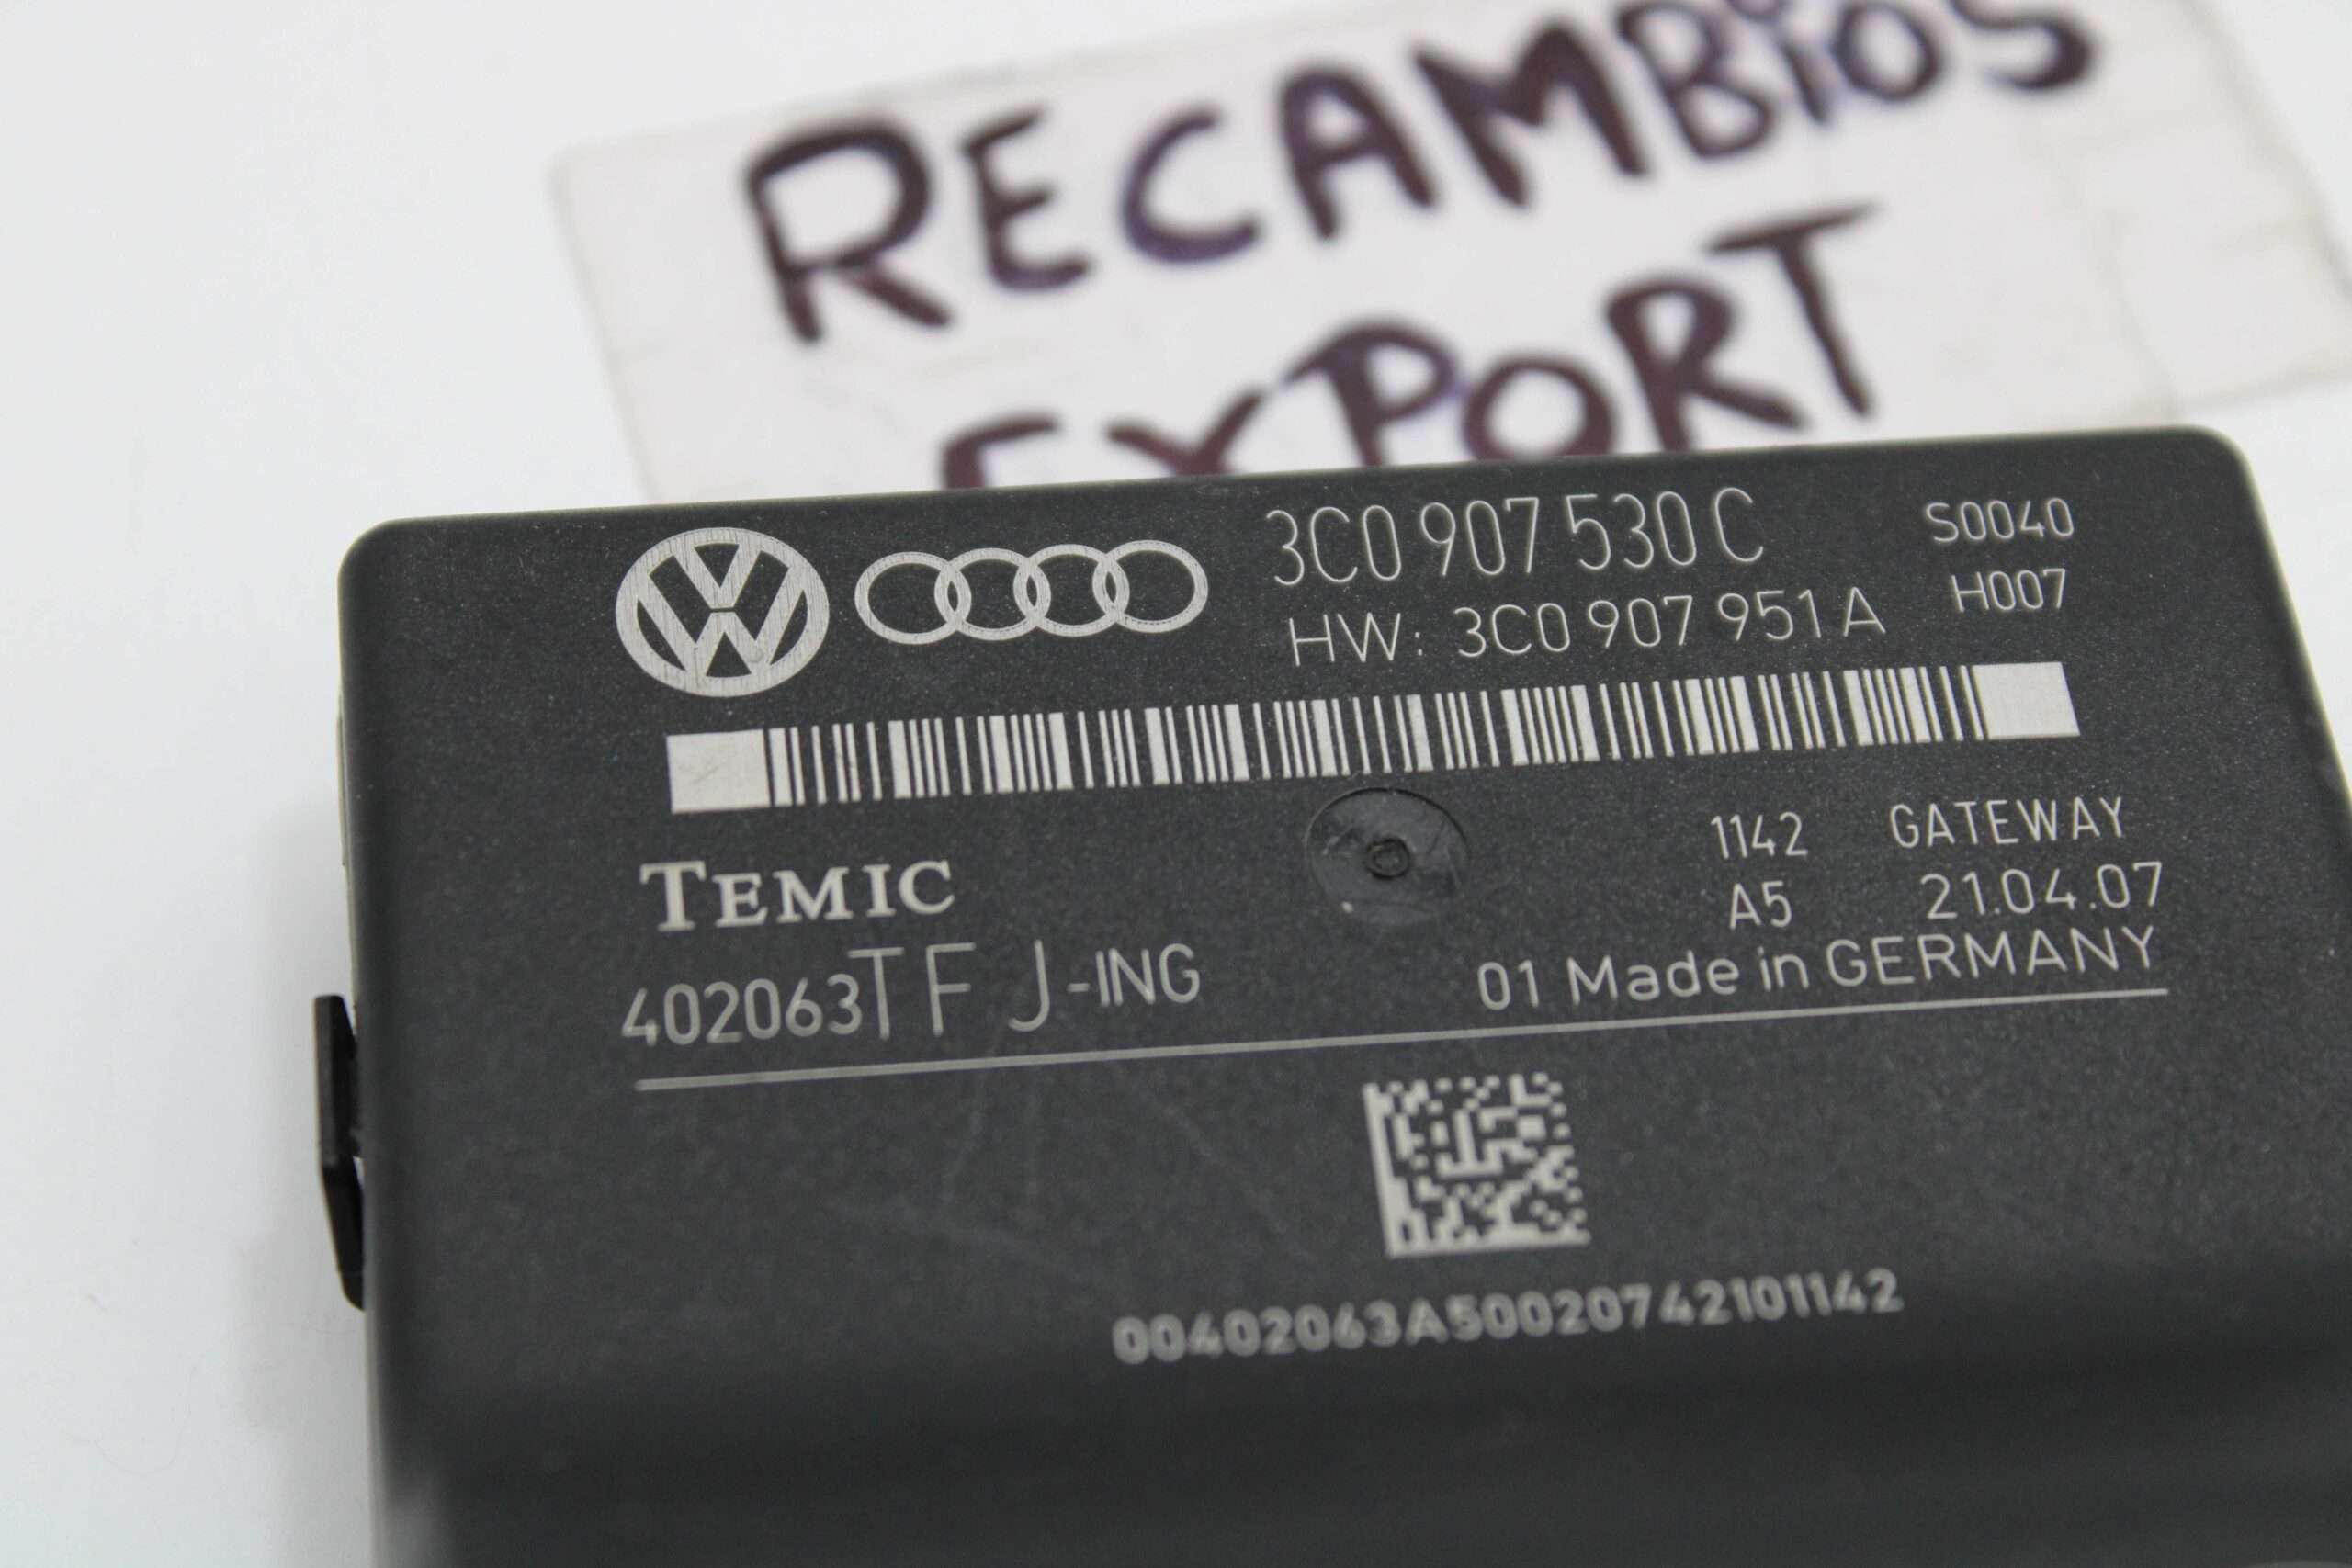 RECAMBiOS
EXPORT
3C0 907 530 C S0040
HW: 3C0 907 951 A H007
1142 GATEWAY
TEMIC
A5 21.04.07
402063TF J-ING 01 Made in GERMANY
00402063A50020742101142